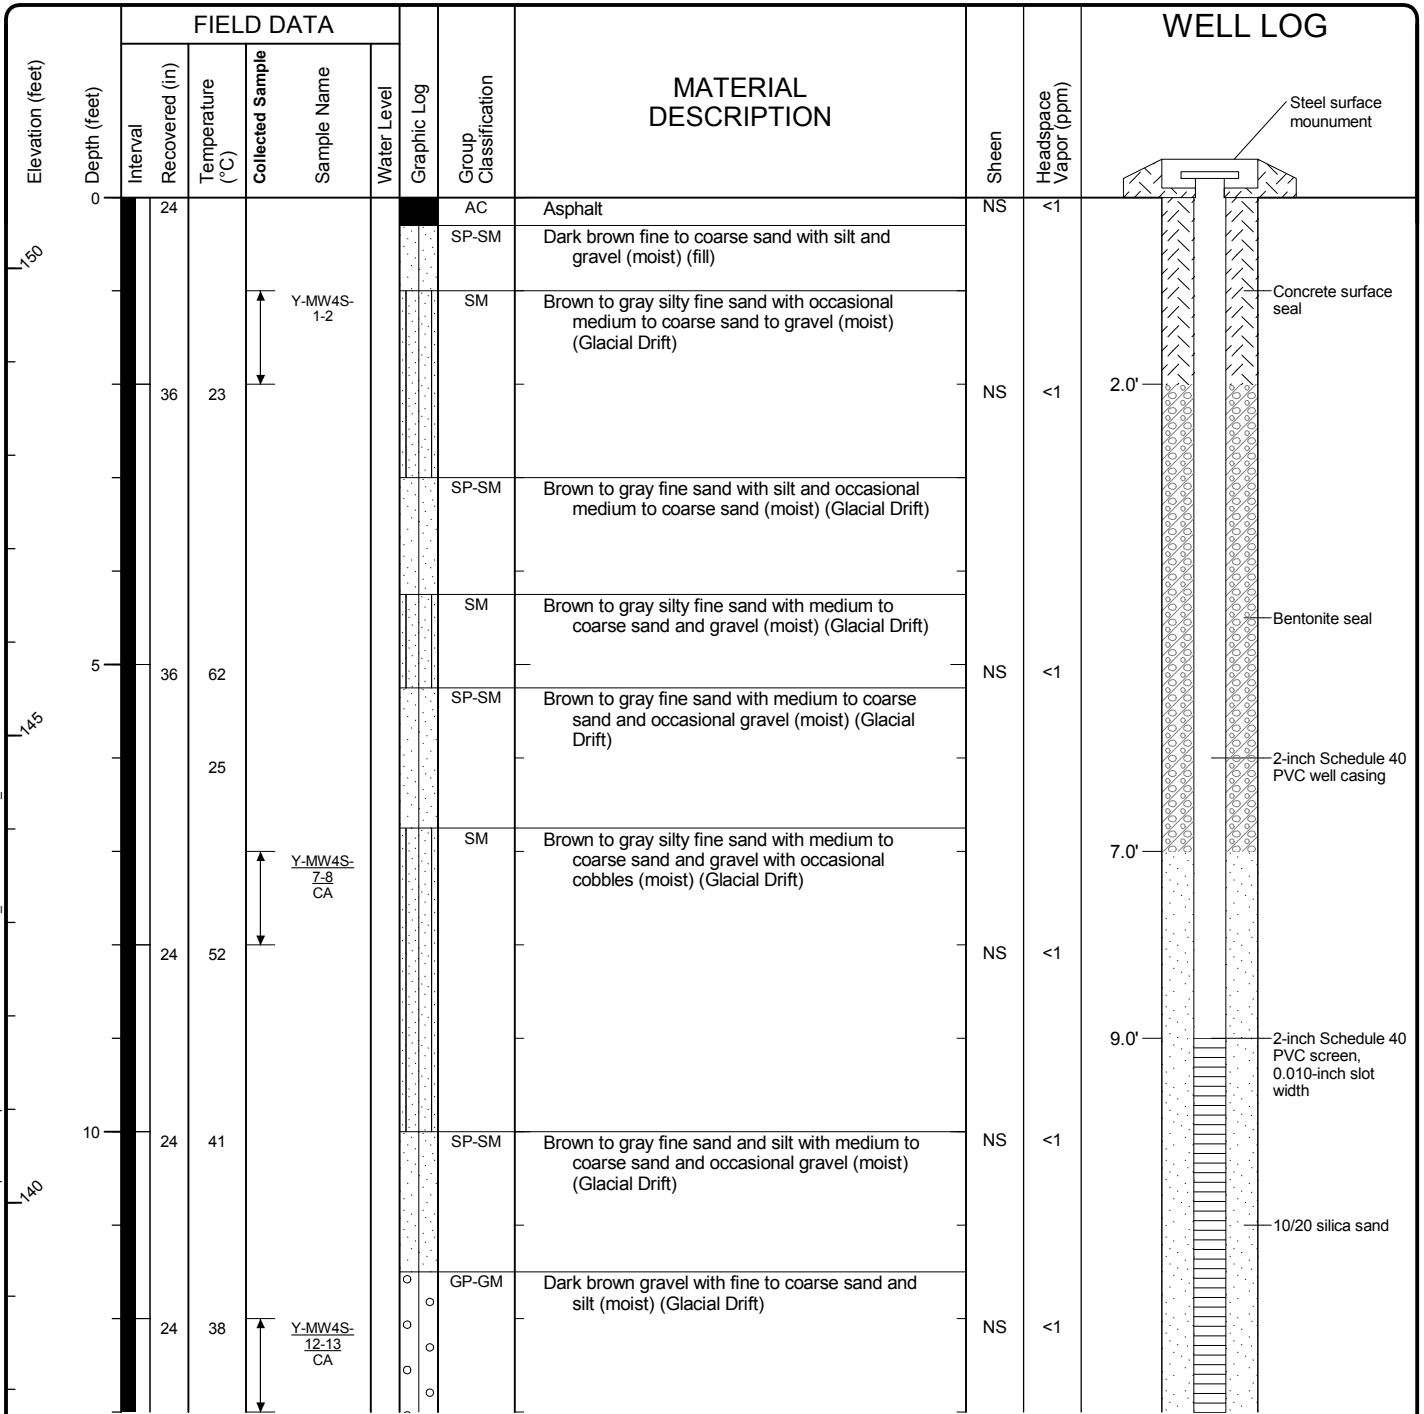 FIELD DATA
WELL LOG
Elevation (feet)
Depth (feet)
Interval
Recovered (in)
Temperature
(°C)
Collected Sample
Sample Name
Water Level
Graphic Log
Group
Classification
MATERIAL
DESCRIPTION
Sheen
Headspace
Vapor (ppm)
Steel surface
mounument
0
24
AC
Asphalt
NS
<1
SP-SM
Dark brown fine to coarse sand with silt and
gravel (moist) (fill)
150
Y-MW4S-
1-2
SM
Brown to gray silty fine sand with occasional
medium to coarse sand to gravel (moist)
(Glacial Drift)
Concrete surface
seal
36
23
NS
<1
2.0'
SP-SM
Brown to gray fine sand with silt and occasional
medium to coarse sand (moist) (Glacial Drift)
SM
Brown to gray silty fine sand with medium to
coarse sand and gravel (moist) (Glacial Drift)
Bentonite seal
5
36
62
NS
<1
SP-SM
Brown to gray fine sand with medium to coarse
sand and occasional gravel (moist) (Glacial
Drift)
145
25
2-inch Schedule 40
PVC well casing
SM
Brown to gray silty fine sand with medium to
coarse sand and gravel with occasional
cobbles (moist) (Glacial Drift)
Y-MW4S-
7-8
CA
7.0'
24
52
NS
<1
9.0'
2-inch Schedule 40
PVC screen,
0.010-inch slot
width
10
24
41
SP-SM
Brown to gray fine sand and silt with medium to
coarse sand and occasional gravel (moist)
(Glacial Drift)
NS
<1
140
10/20 silica sand
GP-GM
Dark brown gravel with fine to coarse sand and
silt (moist) (Glacial Drift)
24
38
Y-MW4S-
12-13
CA
NS
<1